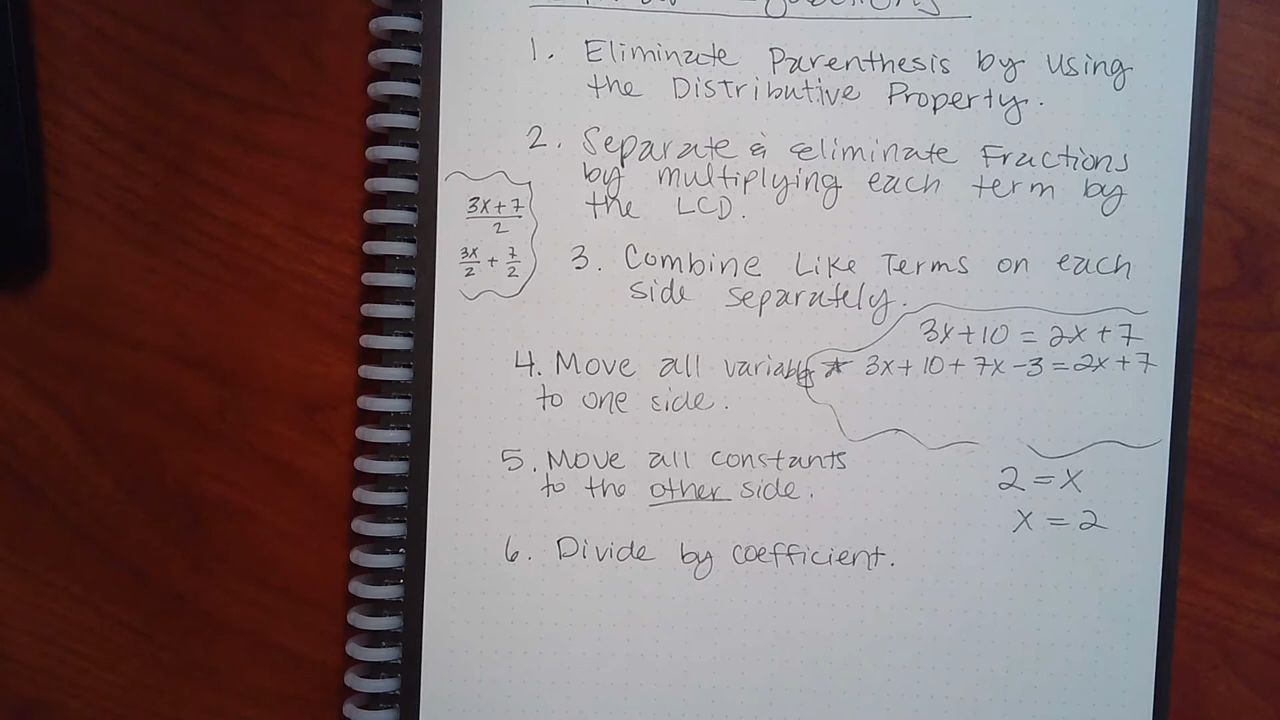 1. Eliminate Parenthesis by using
the Distributive Property.
2. Separate & eliminate Fractions
by multiplying each term by
the LCD.
3x+7
2
3x/2 + 7/2
3. Combine Like Terms on each
side separately.
3x+10=2x+7
4. Move all variables * 3x+10+7x-3=2x+7
to one side.
5. Move all constants
to the other side.
2=x
x=2
6. Divide by coefficient.